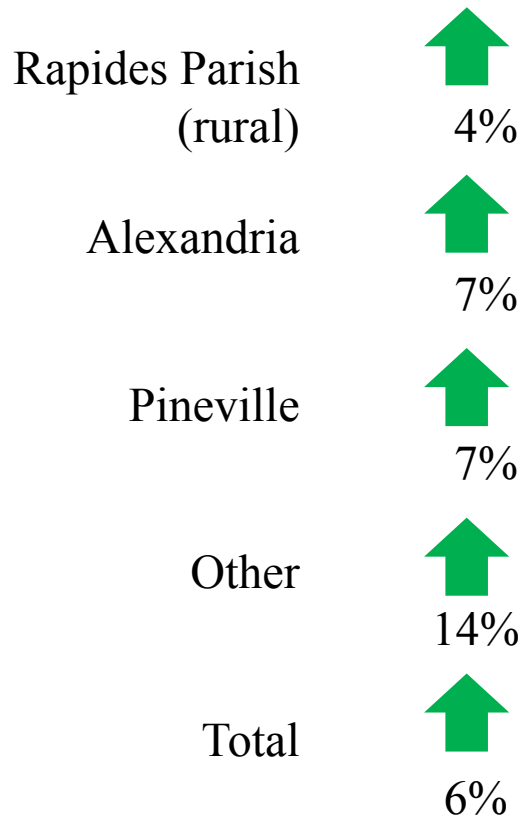 Rapides Parish
(rural)
4%
Alexandria
7%
Pineville
7%
Other
14%
Total
6%